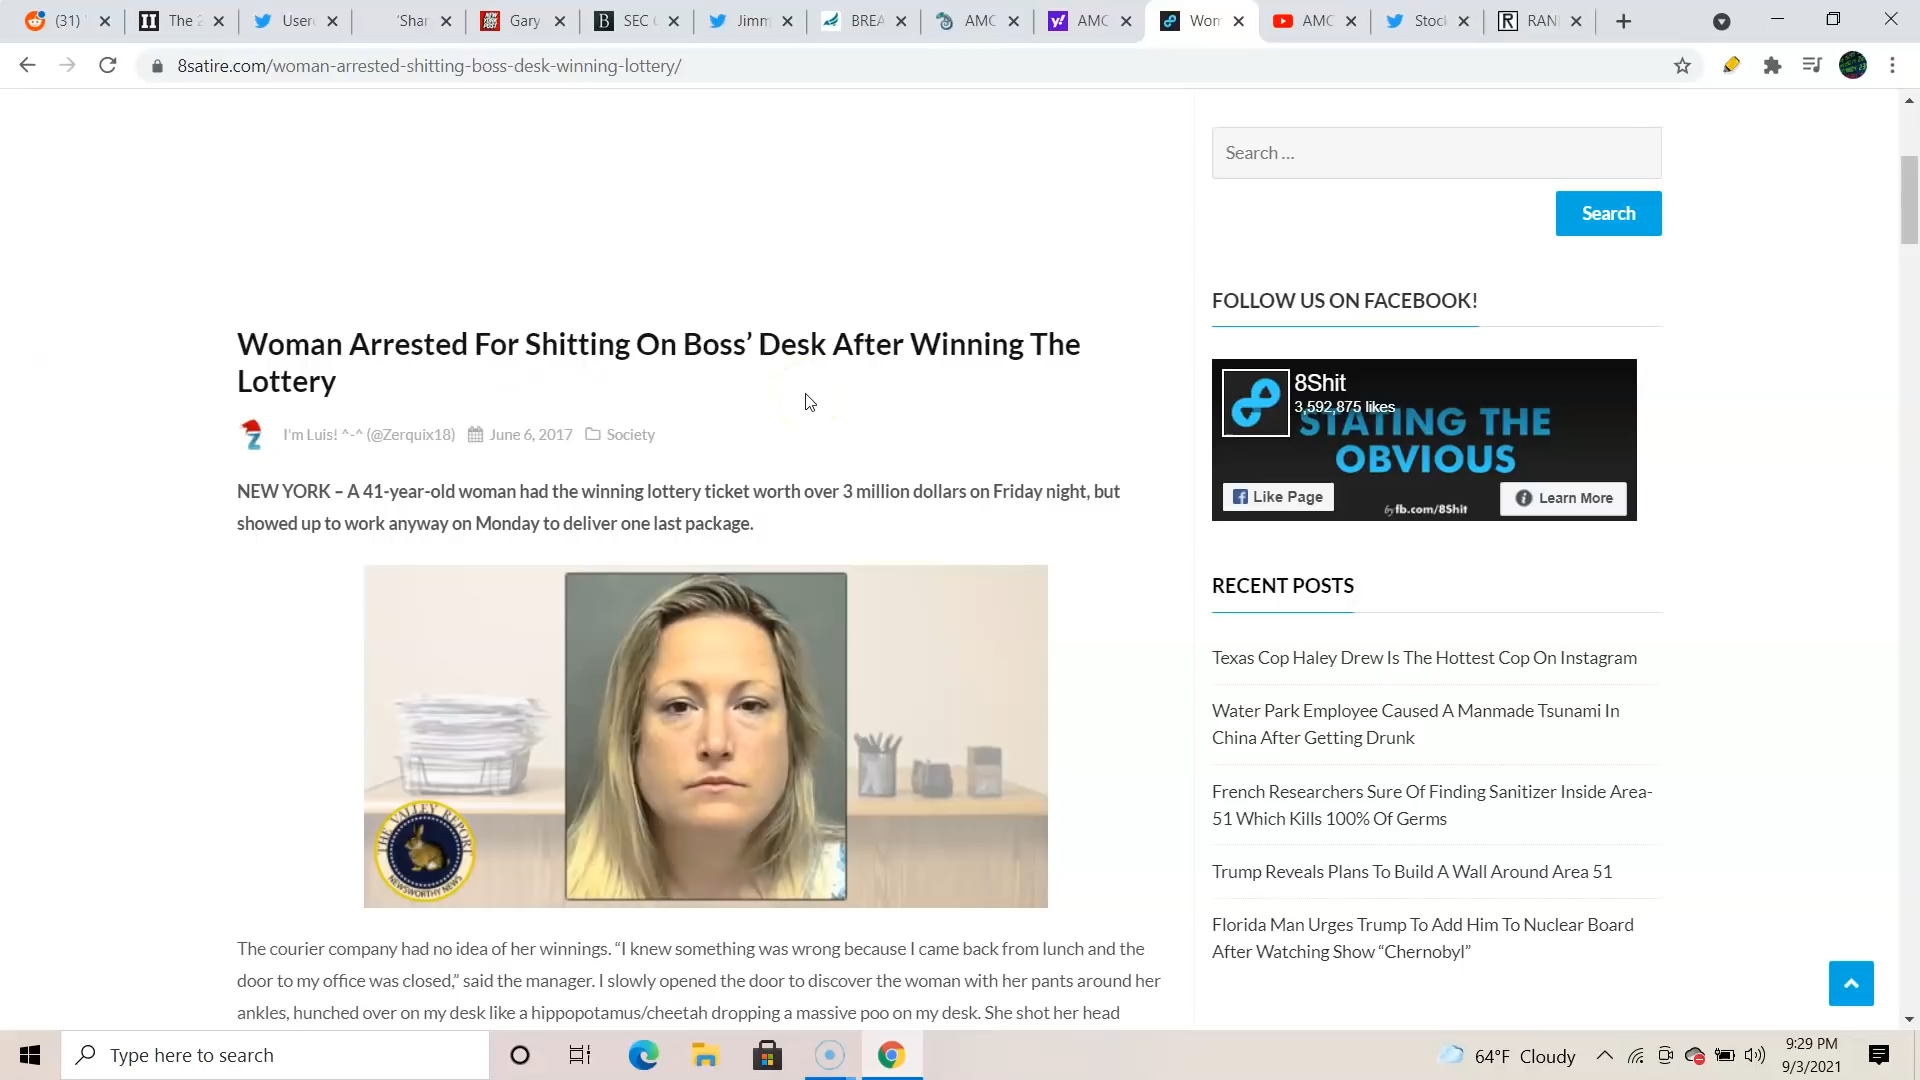 (31)
The 2
User
‘Shar
Gary
SEC
Jimm
BREA
AMC
AMC
Wom
AMC
Stoc
RAN
8satire.com/woman-arrested-shitting-boss-desk-winning-lottery/
Search ...
Search
FOLLOW US ON FACEBOOK!
8Shit
3,592,875 likes
STATING THE
OBVIOUS
Like Page
by fb.com/8Shit
Learn More
Woman Arrested For Shitting On Boss’ Desk After Winning The
Lottery
I'm Luis! ^-^ (@Zerquix18) June 6, 2017 Society
NEW YORK – A 41-year-old woman had the winning lottery ticket worth over 3 million dollars on Friday night, but
showed up to work anyway on Monday to deliver one last package.
THE VALLEY REPORT
NEWSWORTHY NEWS
The courier company had no idea of her winnings. “I knew something was wrong because I came back from lunch and the
door to my office was closed,” said the manager. I slowly opened the door to discover the woman with her pants around her
ankles, hunched over on my desk like a hippopotamus/cheetah dropping a massive poo on my desk. She shot her head
RECENT POSTS
Texas Cop Haley Drew Is The Hottest Cop On Instagram
Water Park Employee Caused A Manmade Tsunami In
China After Getting Drunk
French Researchers Sure Of Finding Sanitizer Inside Area-
51 Which Kills 100% Of Germs
Trump Reveals Plans To Build A Wall Around Area 51
Florida Man Urges Trump To Add Him To Nuclear Board
After Watching Show “Chernobyl”
Type here to search
64°F Cloudy
9:29 PM
9/3/2021